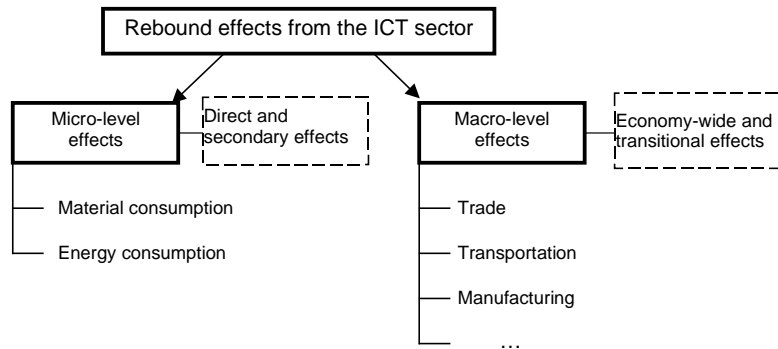 Rebound effects from the ICT sector
Micro-level
effects
Direct and
secondary effects
Macro-level
effects
Economy-wide and
transitional effects
Material consumption
Energy consumption
Trade
Transportation
Manufacturing
…